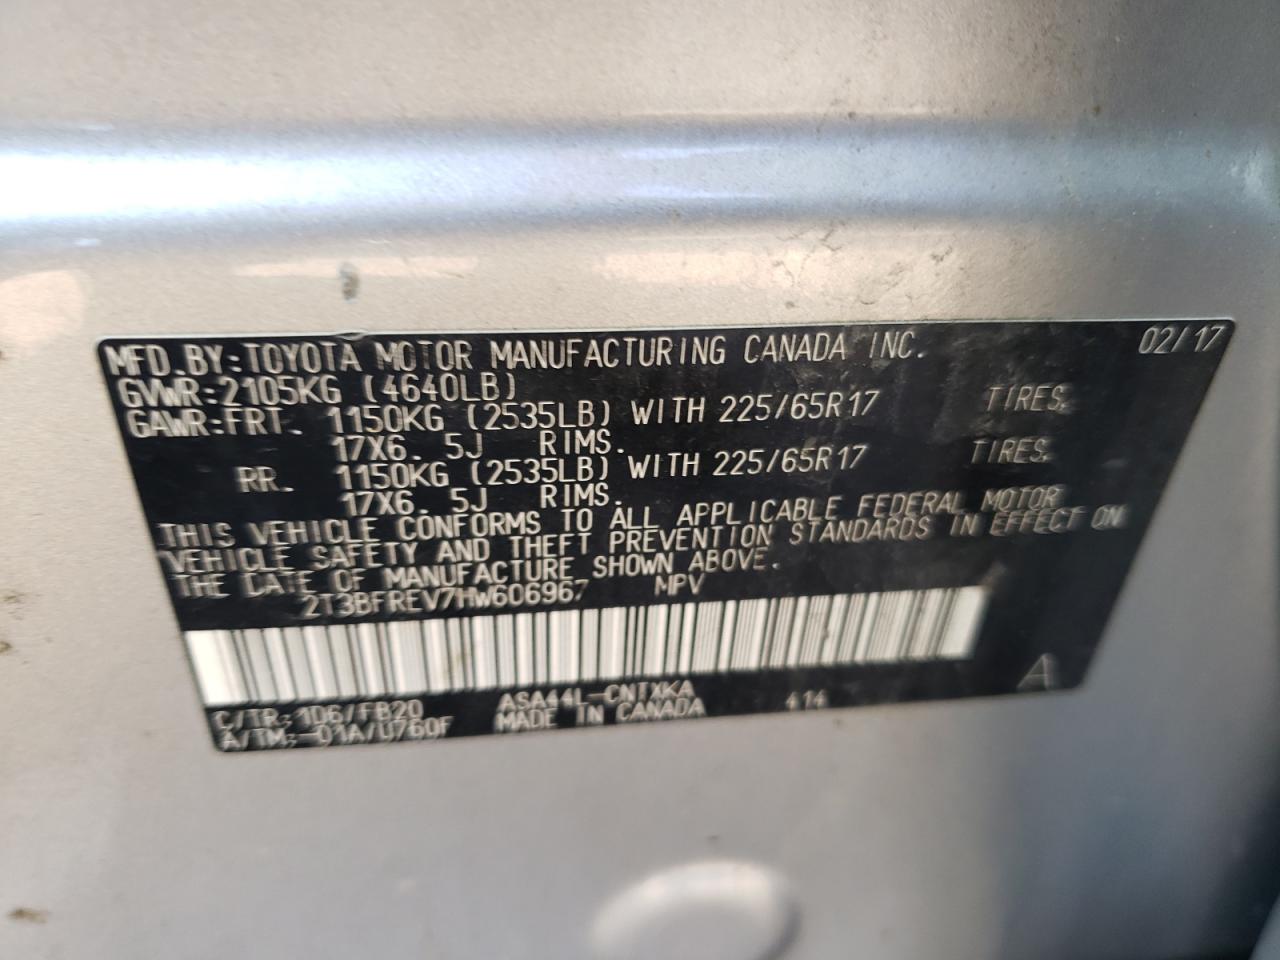 MFD.BY:TOYOTA MOTOR MANUFACTURING CANADA INC. 02/17
GVWR:2105KG (4640LB)
GAWR:FRT. 1150KG (2535LB) WITH 225/65R17 TIRES,
17X6. 5J RIMS.
RR. 1150KG (2535LB) WITH 225/65R17 TIRES.
17X6. 5J RIMS.
THIS VEHICLE CONFORMS TO ALL APPLICABLE FEDERAL MOTOR
VEHICLE SAFETY AND THEFT PREVENTION STANDARDS IN EFFECT ON
THE DATE OF MANUFACTURE SHOWN ABOVE.
2T3BFREV7HW606967 MPV
A
C/TR:1D6/FB20 ASA44L-CNTXKA 414
A/TM:-01A/U760F MADE IN CANADA